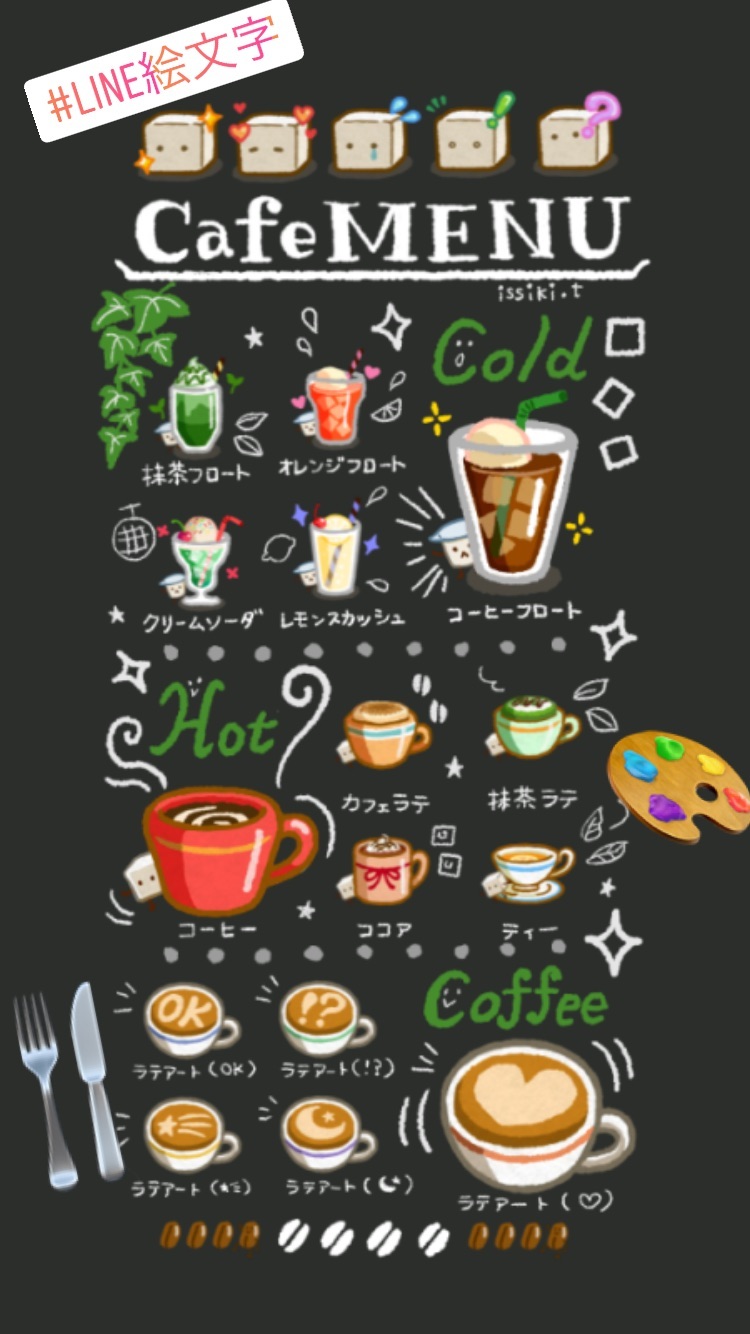 #LINE絵文字
Cafe MENU
issiki.t
Cold
抹茶フロート
オレンジフロート
クリームソーダ
レモンスカッシュ
コーヒーフロート
Hot
カフェラテ
抹茶ラテ
コーヒー
ココア
ティー
Coffee
OK
!?
ラテアート(OK)
ラテアート(!?)
ラテアート(★彡)
ラテアート(☾)
ラテアート(♡)